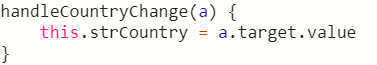 handleCountryChange(a) {
    this.strCountry = a.target.value
}